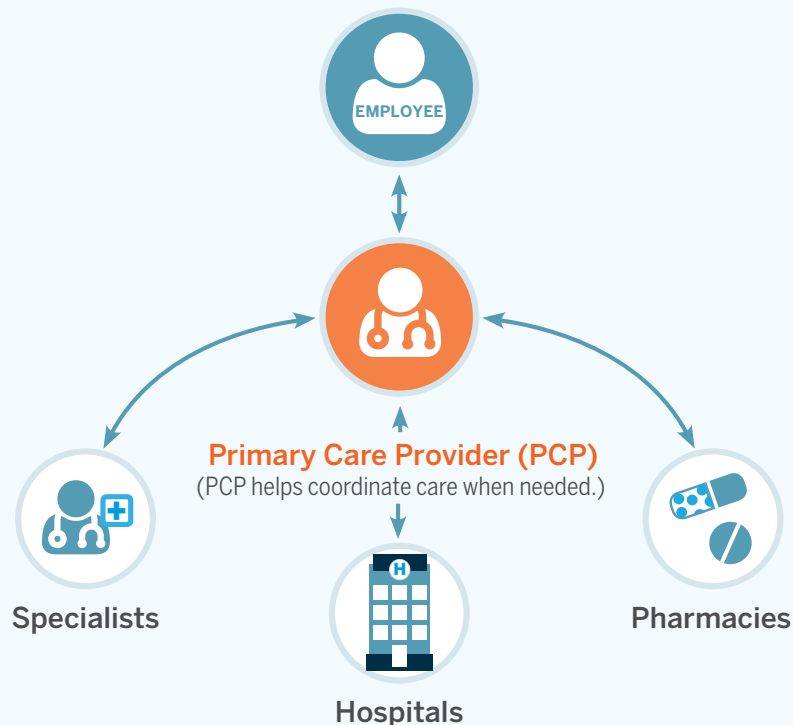 EMPLOYEE
Primary Care Provider (PCP)
(PCP helps coordinate care when needed.)
Specialists
H
Hospitals
Pharmacies